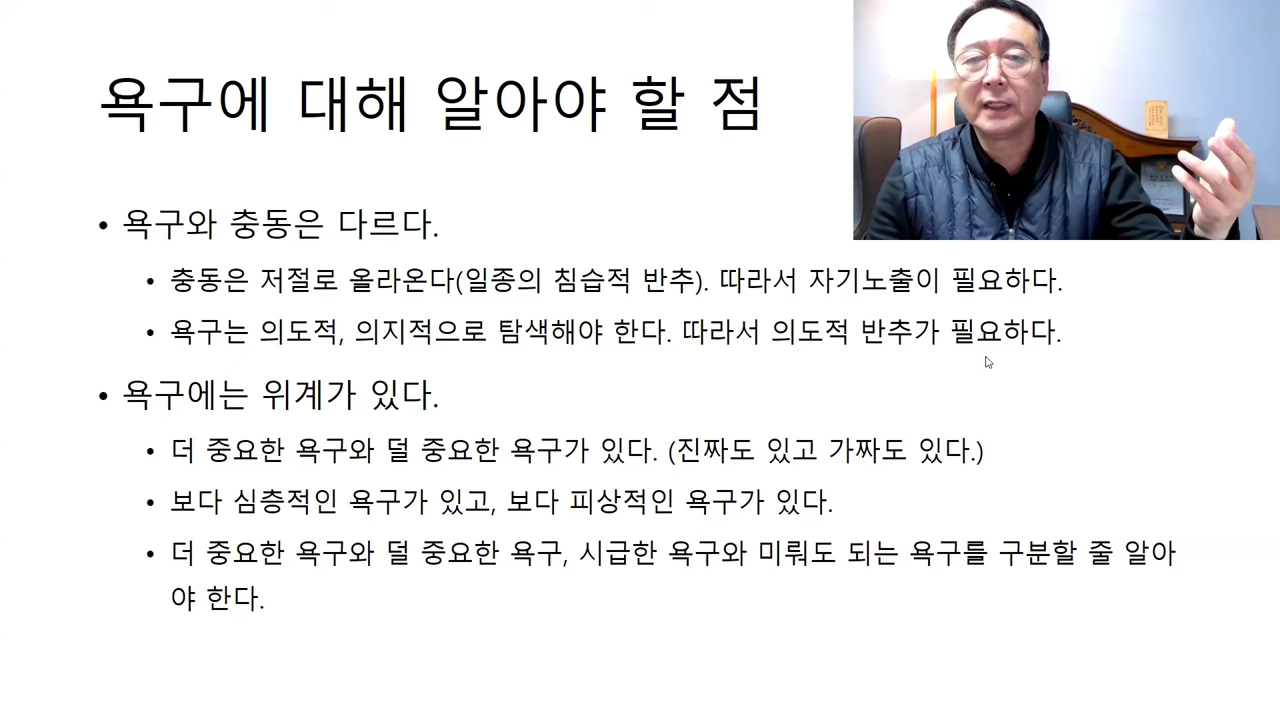 욕구에 대해 알아야 할 점
• 욕구와 충동은 다르다.
• 충동은 저절로 올라온다(일종의 침습적 반추). 따라서 자기노출이 필요하다.
• 욕구는 의도적, 의지적으로 탐색해야 한다. 따라서 의도적 반추가 필요하다.
• 욕구에는 위계가 있다.
• 더 중요한 욕구와 덜 중요한 욕구가 있다. (진짜도 있고 가짜도 있다.)
• 보다 심층적인 욕구가 있고, 보다 피상적인 욕구가 있다.
• 더 중요한 욕구와 덜 중요한 욕구, 시급한 욕구와 미뤄도 되는 욕구를 구분할 줄 알아
야 한다.